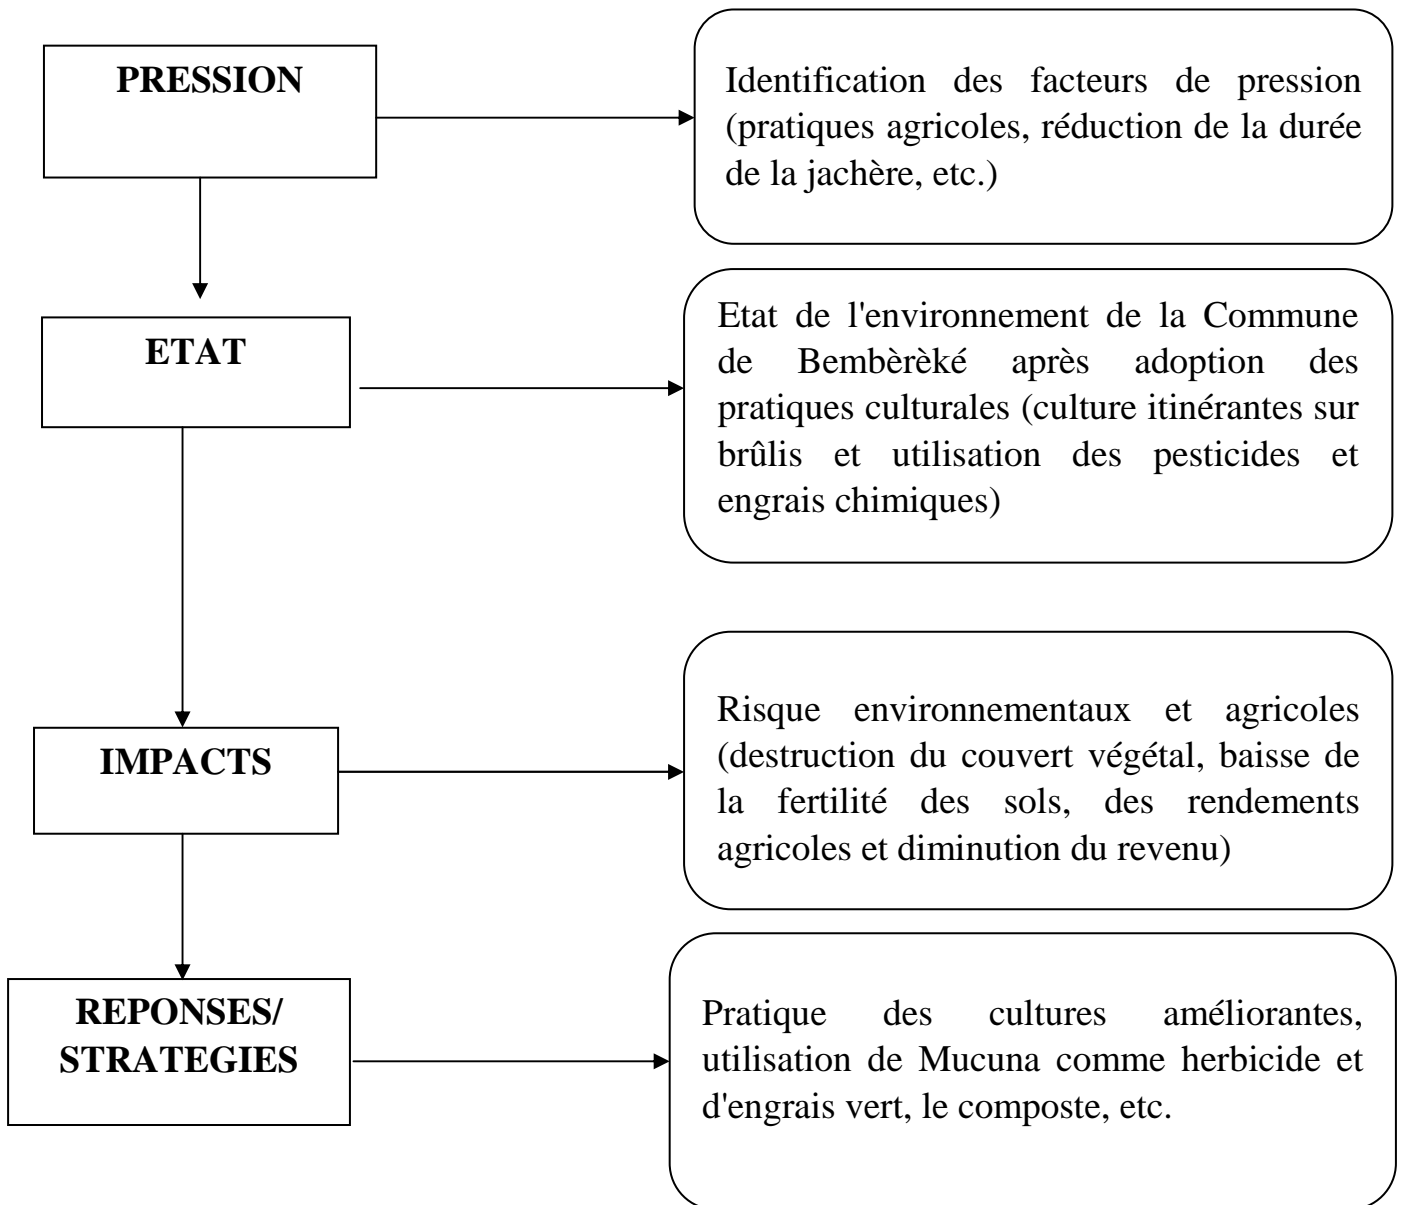 PRESSION
Identification des facteurs de pression
(pratiques agricoles, réduction de la durée
de la jachère, etc.)
ETAT
Etat de l'environnement de la Commune
de Bembèrèké après adoption des
pratiques culturales (culture itinérantes sur
brûlis et utilisation des pesticides et
engrais chimiques)
IMPACTS
Risque environnementaux et agricoles
(destruction du couvert végétal, baisse de
la fertilité des sols, des rendements
agricoles et diminution du revenu)
REPONSES/
STRATEGIES
Pratique des cultures améliorantes,
utilisation de Mucuna comme herbicide et
d'engrais vert, le composte, etc.